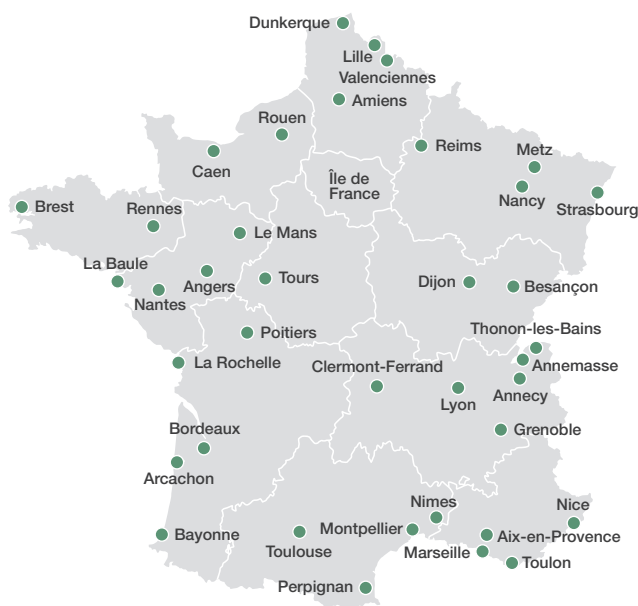 Dunkerque
Lille
Valenciennes
Amiens
Rouen
Caen
Reims
Metz
Île de
France
Nancy
Strasbourg
Brest
Rennes
Le Mans
La Baule
Angers
Tours
Nantes
Dijon
Besançon
Poitiers
Thonon-les-Bains
La Rochelle
Clermont-Ferrand
Annemasse
Annecy
Lyon
Bordeaux
Grenoble
Arcachon
Nimes
Nice
Bayonne
Montpellier
Aix-en-Provence
Toulouse
Marseille
Toulon
Perpignan